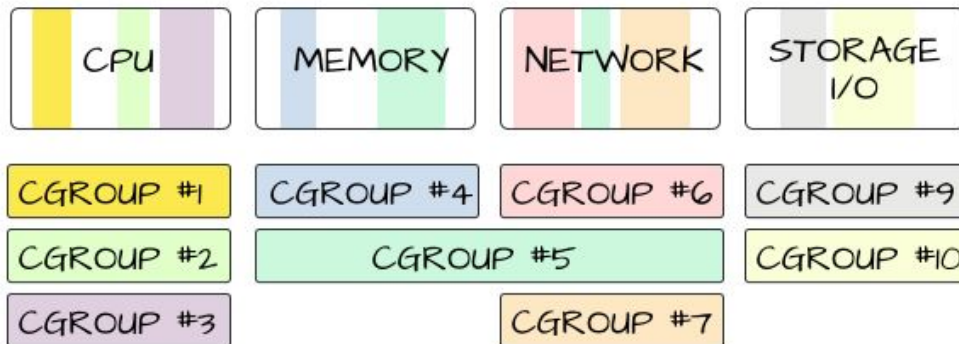 CPU
MEMORY
NETWORK
STORAGE
I/O
CGROUP #1
CGROUP #4
CGROUP #6
CGROUP #9
CGROUP #2
CGROUP #5
CGROUP #10
CGROUP #3
CGROUP #7